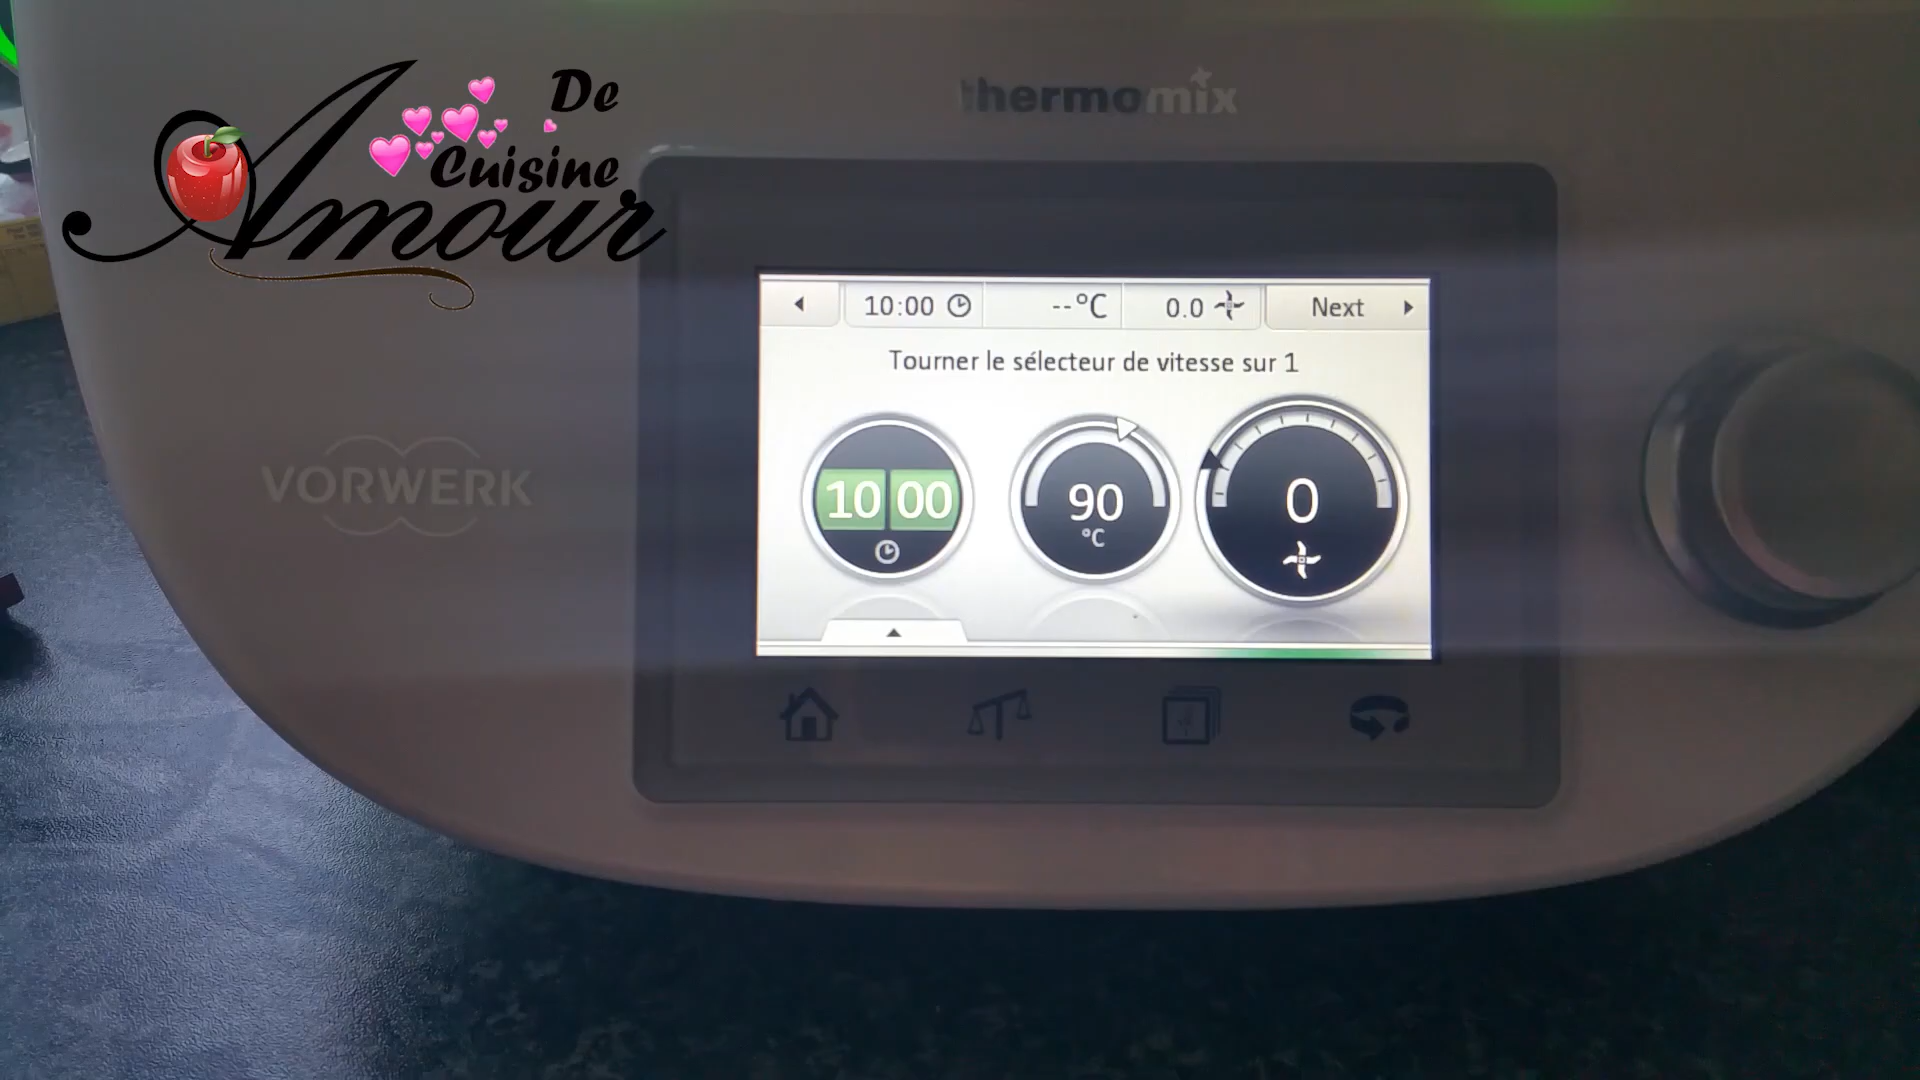 De
Cuisine
Amour
thermomix
10:00 --°C 0.0 Next
Tourner le sélecteur de vitesse sur 1
10 00
90
°C
0
VORWERK